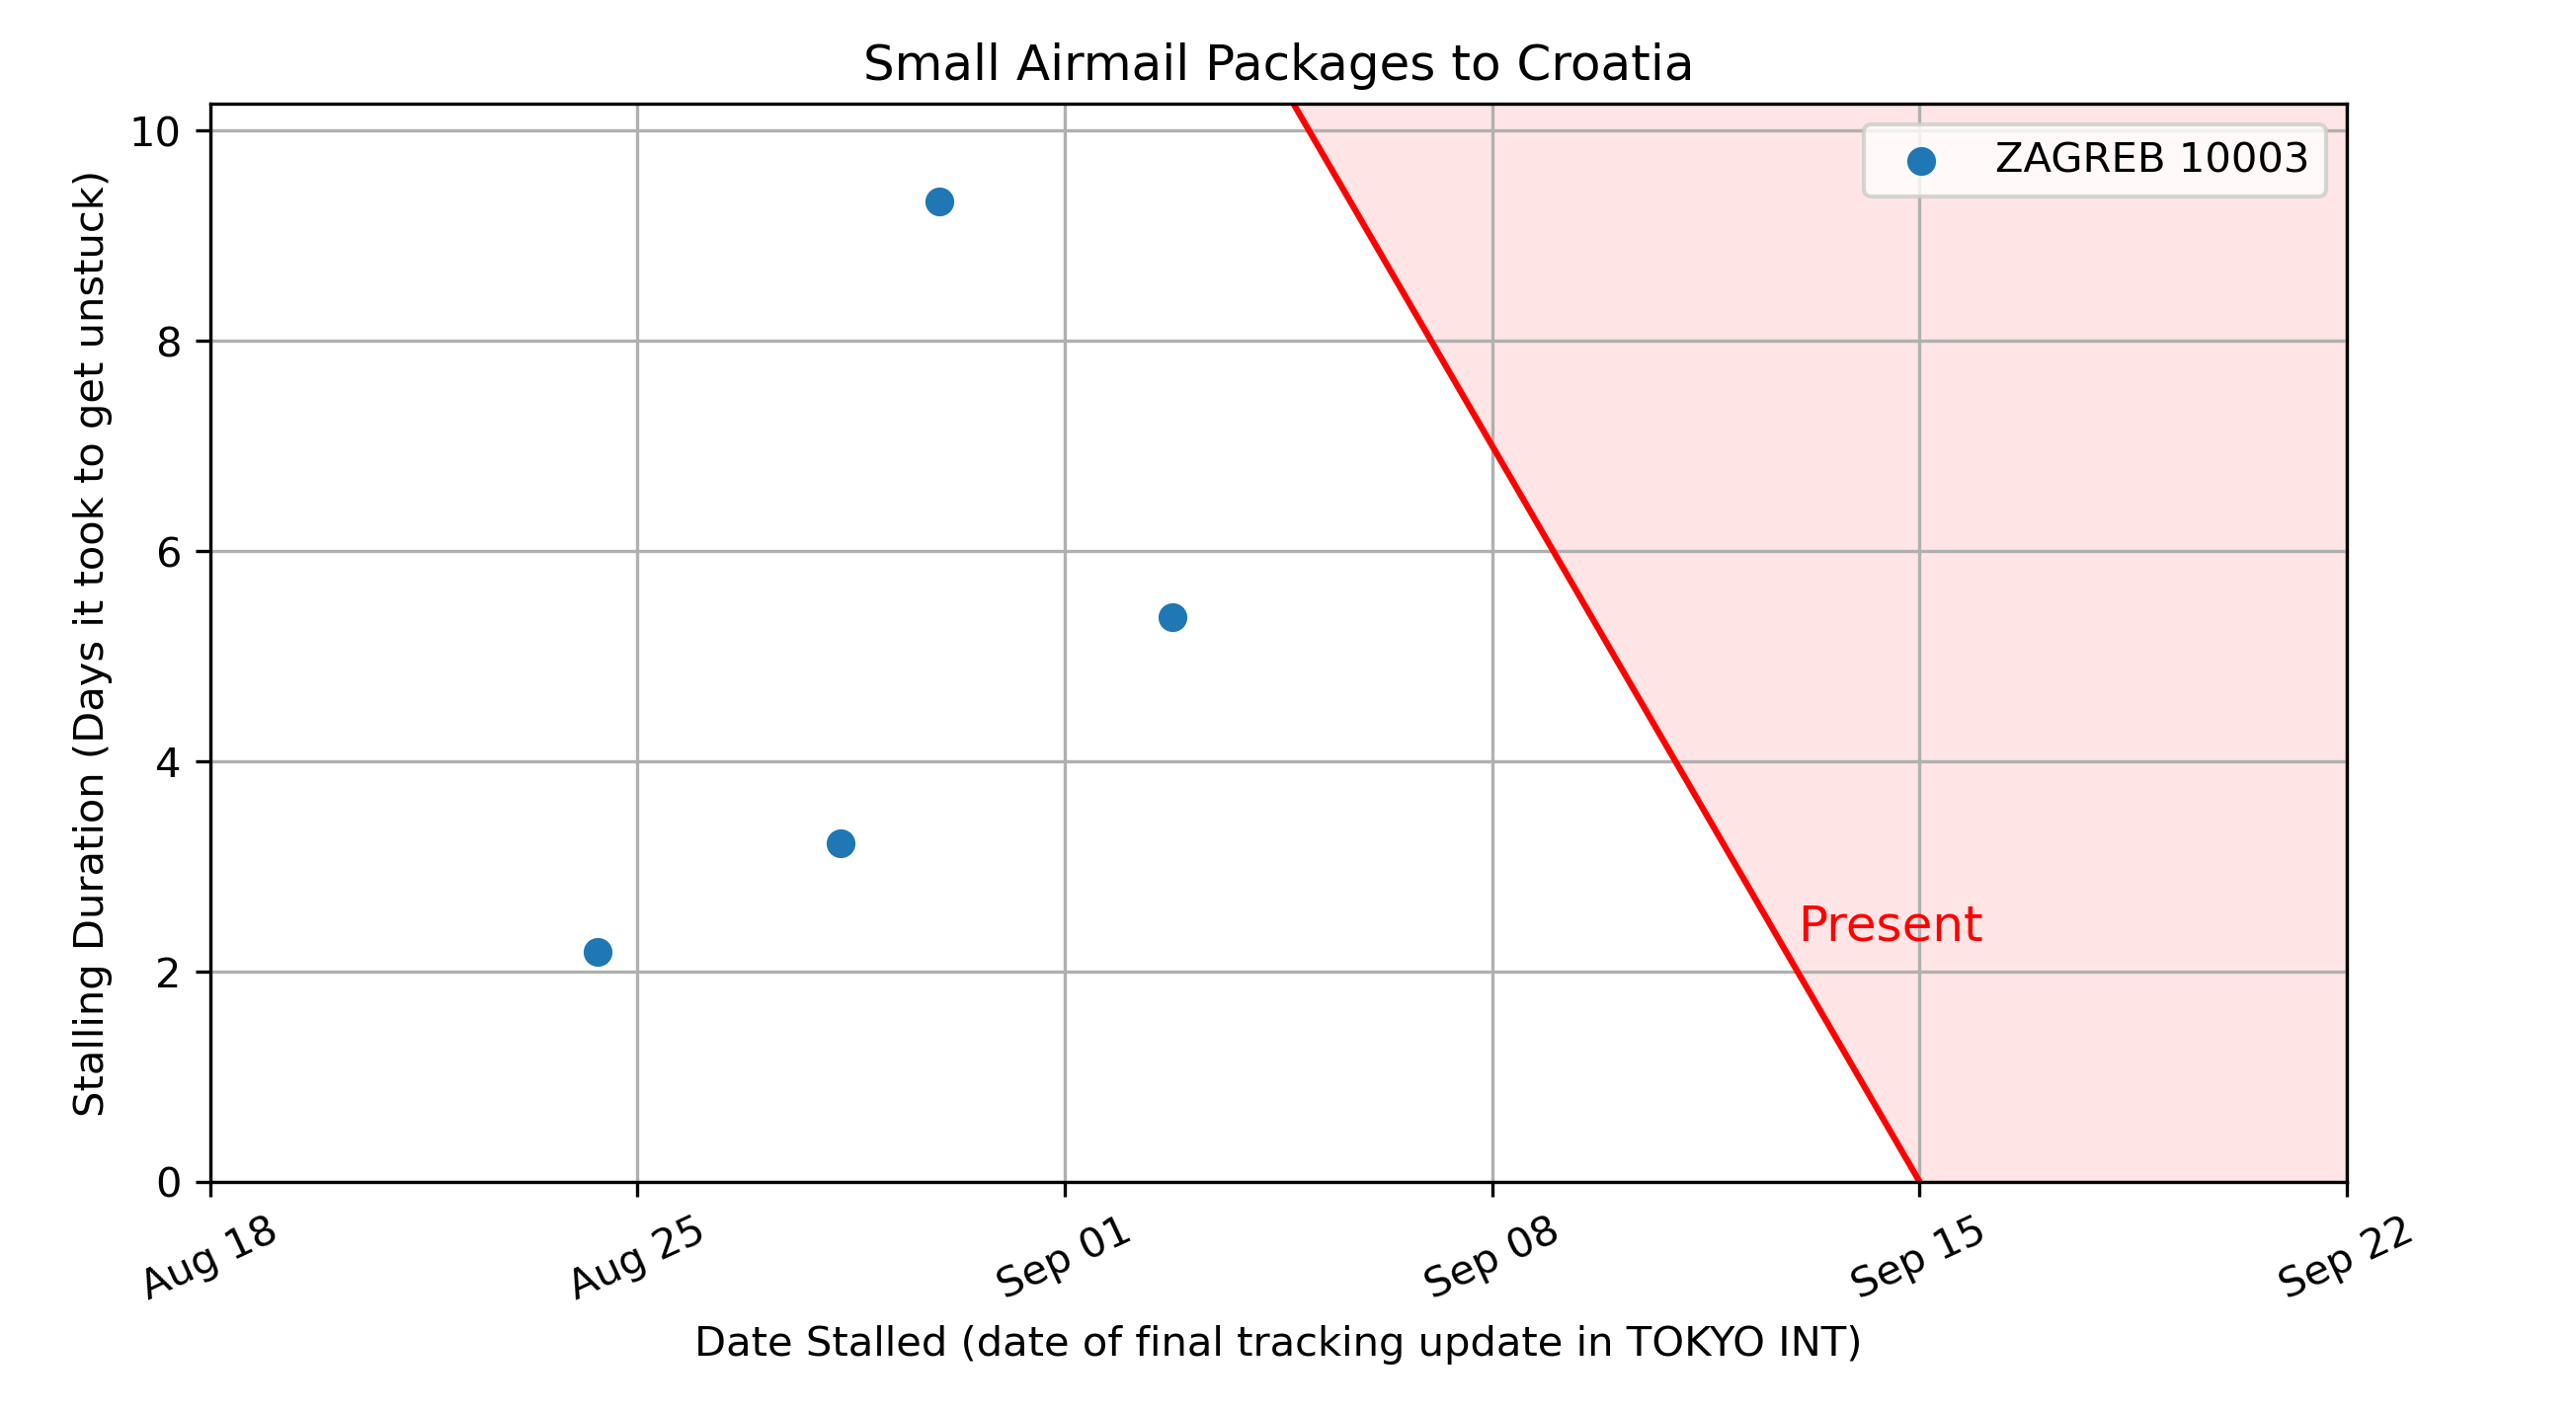 Small Airmail Packages to Croatia
ZAGREB 10003
10
8
6
4
2
0
Stalling Duration (Days it took to get unstuck)
Present
Aug 18
Aug 25
Sep 01
Sep 08
Sep 15
Sep 22
Date Stalled (date of final tracking update in TOKYO INT)